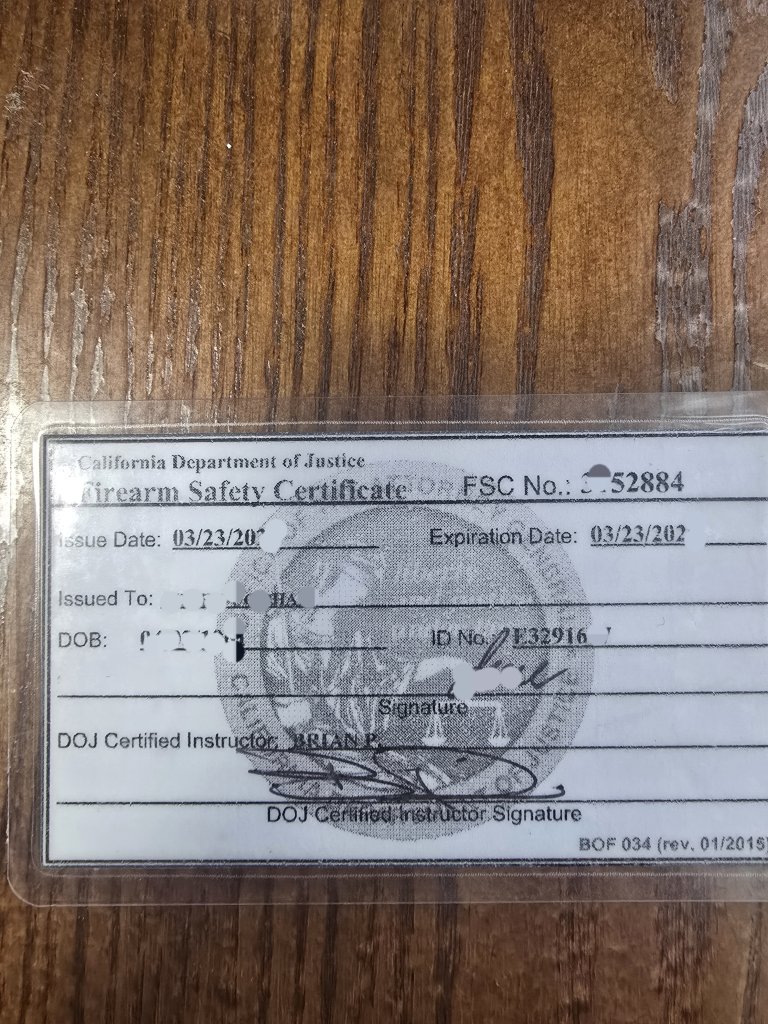 California Department of Justice
Firearm Safety Certificate FSC No.: 52884
Issue Date: 03/23/202 Expiration Date: 03/23/202
Issued To: HA
DOB: ID No. E32916
Signature
DOJ Certified Instructor: BRIAN P.
DOJ Certified Instructor Signature
BOF 034 (rev. 01/2015)